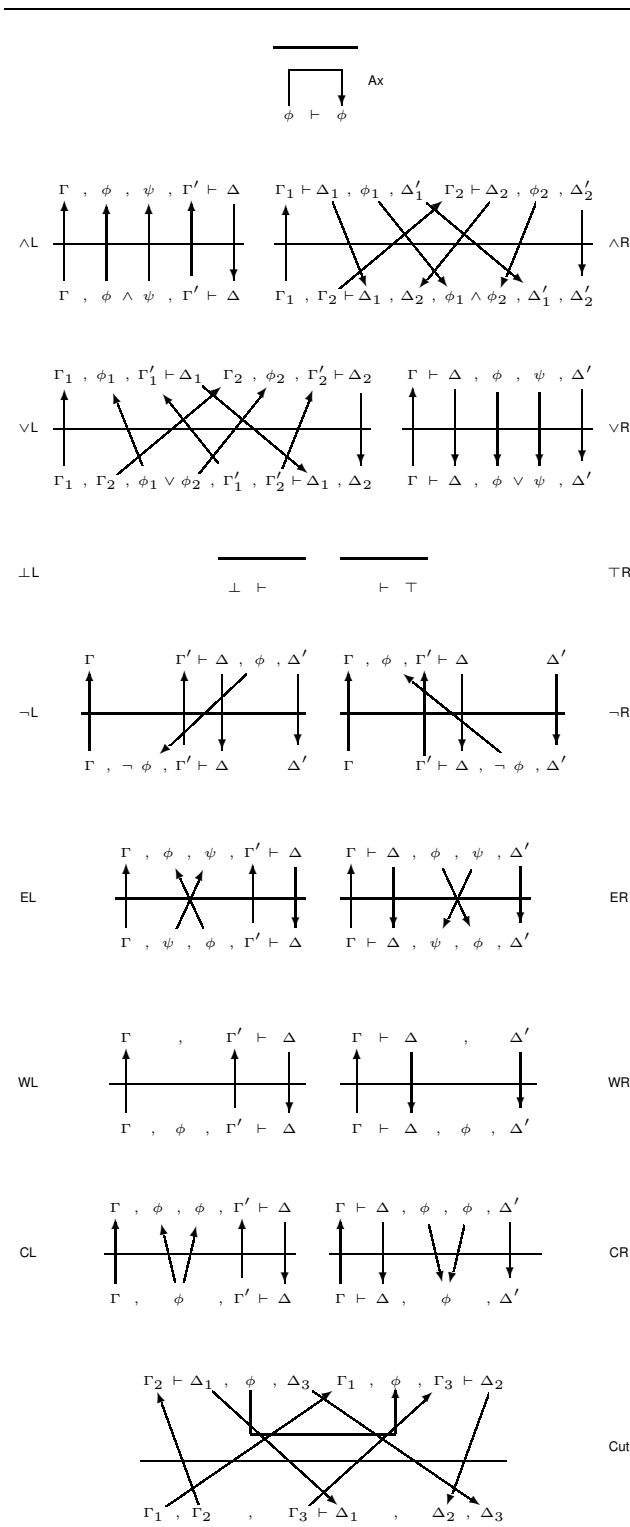 Ax
ϕ ⊢ ϕ
Γ , ϕ , ψ , Γ′ ⊢ Δ Γ₁ ⊢ Δ₁ , ϕ₁ , Δ′₁ Γ₂ ⊢ Δ₂ , ϕ₂ , Δ′₂
∧L ∧R
Γ , ϕ ∧ ψ , Γ′ ⊢ Δ Γ₁ , Γ₂ ⊢ Δ₁ , Δ₂ , ϕ₁ ∧ ϕ₂ , Δ′₁ , Δ′₂
Γ₁ , ϕ₁ , Γ′₁ ⊢ Δ₁ Γ₂ , ϕ₂ , Γ′₂ ⊢ Δ₂ Γ ⊢ Δ , ϕ , ψ , Δ′
∨L ∨R
Γ₁ , Γ₂ , ϕ₁ ∨ ϕ₂ , Γ′₁ , Γ′₂ ⊢ Δ₁ , Δ₂ Γ ⊢ Δ , ϕ ∨ ψ , Δ′
⊥L ⊤R
⊥ ⊢ ⊢ ⊤
Γ Γ′ ⊢ Δ , ϕ , Δ′ Γ , ϕ , Γ′ ⊢ Δ Δ′
¬L ¬R
Γ , ¬ ϕ , Γ′ ⊢ Δ Δ′ Γ Γ′ ⊢ Δ , ¬ ϕ , Δ′
Γ , ϕ , ψ , Γ′ ⊢ Δ Γ ⊢ Δ , ϕ , ψ , Δ′
EL ER
Γ , ψ , ϕ , Γ′ ⊢ Δ Γ ⊢ Δ , ψ , ϕ , Δ′
Γ , Γ′ ⊢ Δ Γ ⊢ Δ , Δ′
WL WR
Γ , ϕ , Γ′ ⊢ Δ Γ ⊢ Δ , ϕ , Δ′
Γ , ϕ , ϕ , Γ′ ⊢ Δ Γ ⊢ Δ , ϕ , ϕ , Δ′
CL CR
Γ , ϕ , Γ′ ⊢ Δ Γ ⊢ Δ , ϕ , Δ′
Γ₂ ⊢ Δ₁ , ϕ , Δ₃ Γ₁ , ϕ , Γ₃ ⊢ Δ₂
Cut
Γ₁ , Γ₂ , Γ₃ ⊢ Δ₁ , Δ₂ , Δ₃